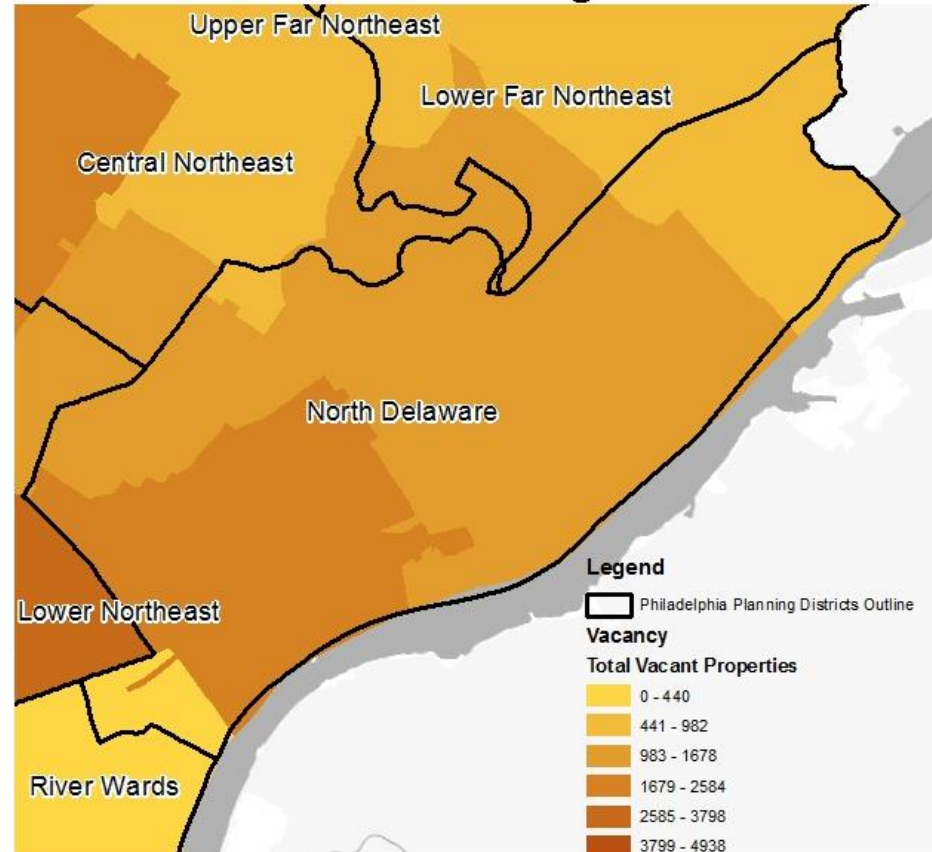 Upper Far Northeast
Lower Far Northeast
Central Northeast
North Delaware
Lower Northeast
River Wards
Legend
Philadelphia Planning Districts Outline
Vacancy
Total Vacant Properties
0 - 440
441 - 982
983 - 1678
1679 - 2584
2585 - 3798
3799 - 4938